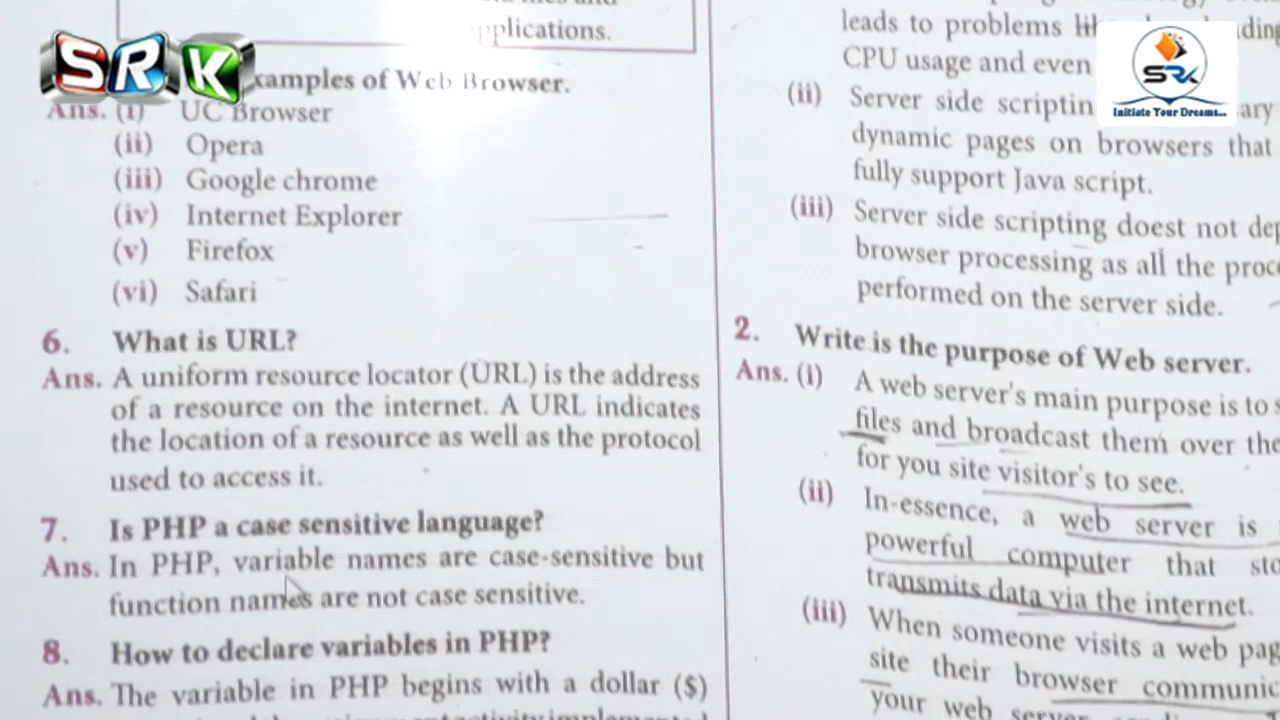 SRK
applications.
xamples of Web Browser.
Ans. (i) UC Browser
(ii) Opera
(iii) Google chrome
(iv) Internet Explorer
(v) Firefox
(vi) Safari
6. What is URL?
Ans. A uniform resource locator (URL) is the address
of a resource on the internet. A URL indicates
the location of a resource as well as the protocol
used to access it.
7. Is PHP a case sensitive language?
Ans. In PHP, variable names are case-sensitive but
function names are not case sensitive.
8. How to declare variables in PHP?
Ans. The variable in PHP begins with a dollar ($)
leads to problems
CPU usage and even
(ii) Server side scriptin
dynamic pages on browsers that
fully support Java script.
(iii) Server side scripting doest not dep
browser processing as all the proc
performed on the server side.
2. Write is the purpose of Web server.
Ans. (i) A web server's main purpose is to
files and broadcast them over the
for you site visitor's to see.
(ii) In-essence, a web server is
powerful computer that sto
transmits data via the internet.
(iii) When someone visits a web pag
site their browser communic
your web server
SRK
Initiate Your Dreams...